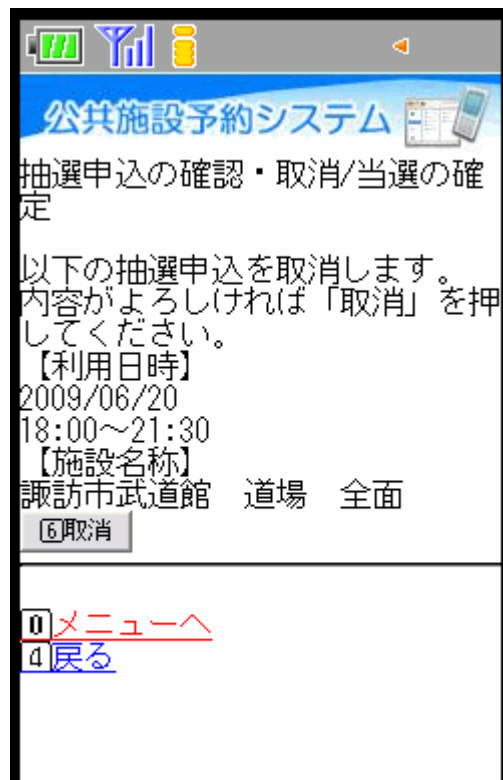 公共施設予約システム
抽選申込の確認・取消/当選の確
定
以下の抽選申込を取消します。
内容がよろしければ「取消」を押
してください。
【利用日時】
2009/06/20
18:00～21:30
【施設名称】
諏訪市武道館　道場　全面
6取消
0メニューへ
4戻る